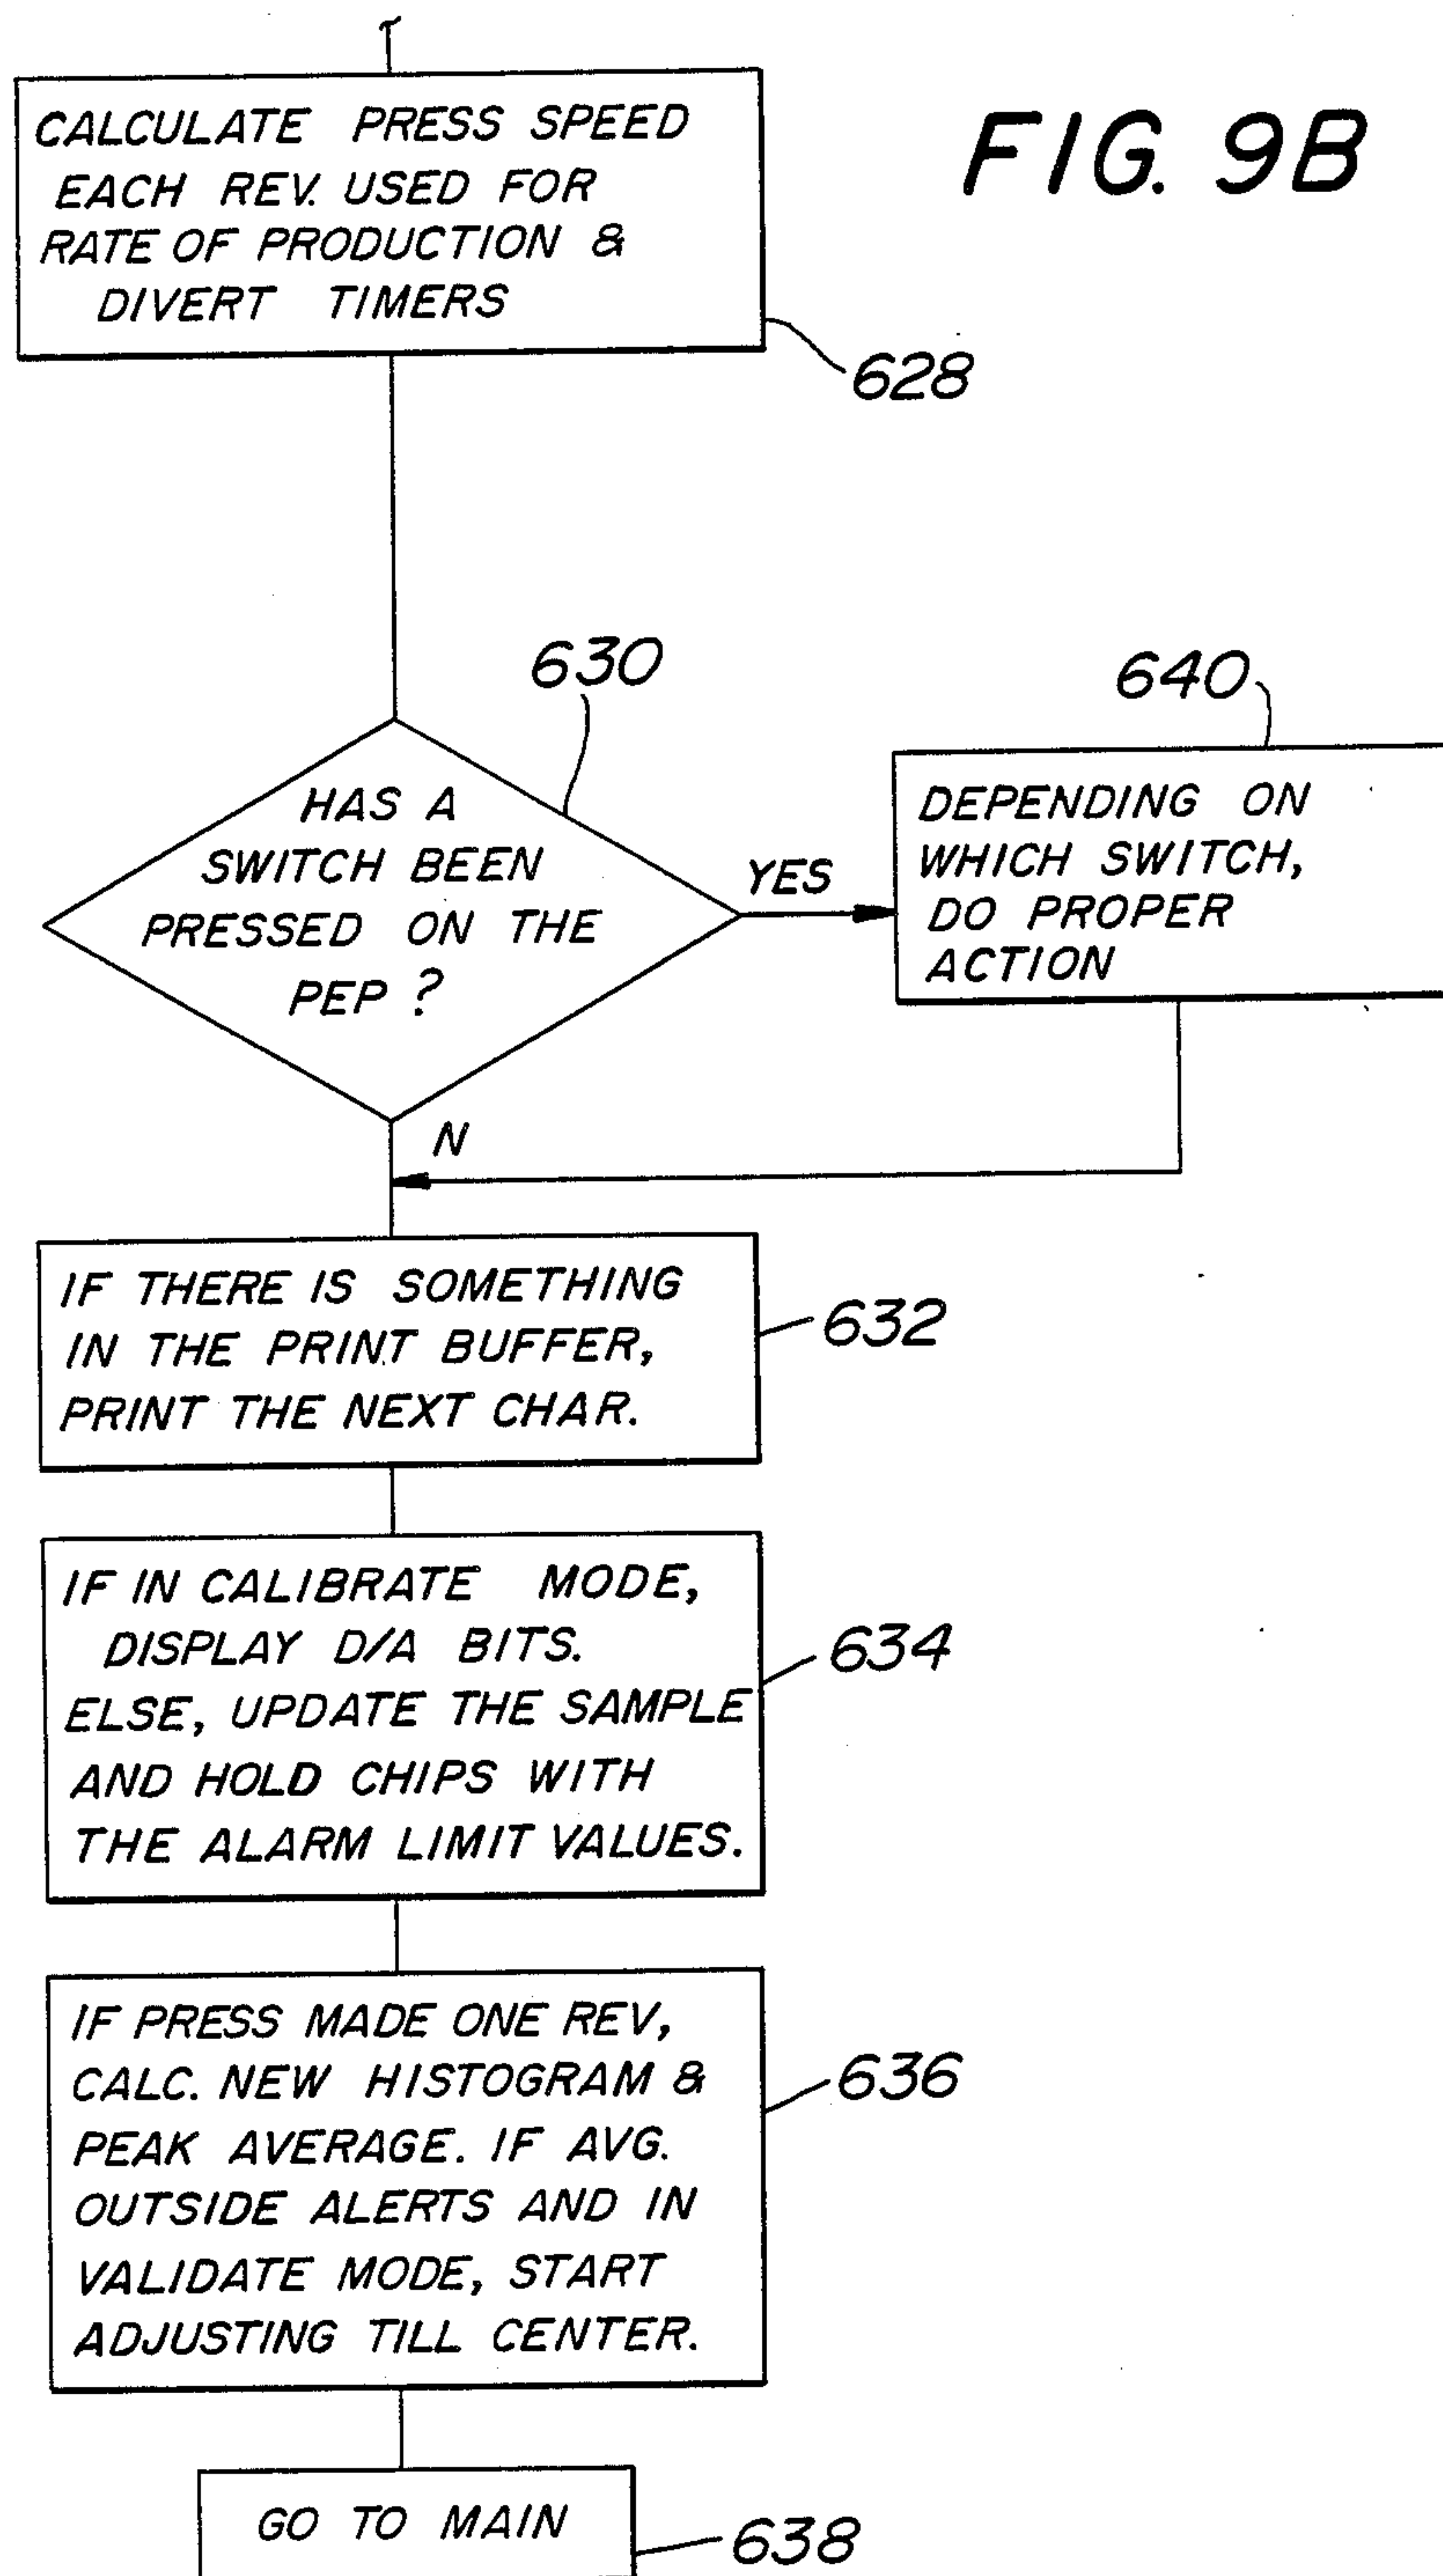 FIG. 9B
CALCULATE PRESS SPEED
EACH REV. USED FOR
RATE OF PRODUCTION &
DIVERT TIMERS
628
630
HAS A
SWITCH BEEN
PRESSED ON THE
PEP ?
YES
640
DEPENDING ON
WHICH SWITCH,
DO PROPER
ACTION
N
IF THERE IS SOMETHING
IN THE PRINT BUFFER,
PRINT THE NEXT CHAR.
632
IF IN CALIBRATE MODE,
DISPLAY D/A BITS.
ELSE, UPDATE THE SAMPLE
AND HOLD CHIPS WITH
THE ALARM LIMIT VALUES.
634
IF PRESS MADE ONE REV,
CALC. NEW HISTOGRAM &
PEAK AVERAGE. IF AVG.
OUTSIDE ALERTS AND IN
VALIDATE MODE, START
ADJUSTING TILL CENTER.
636
GO TO MAIN
638